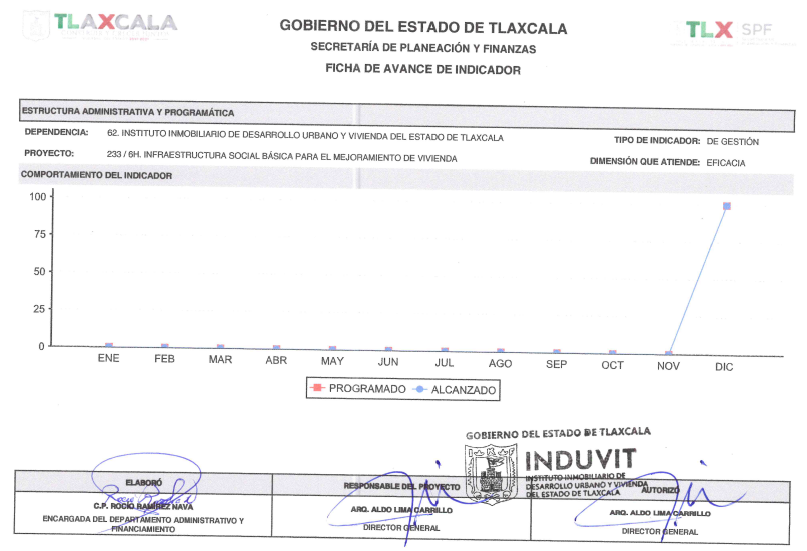 TLAXCALA
GOBIERNO DEL ESTADO DE TLAXCALA
SECRETARÍA DE PLANEACIÓN Y FINANZAS
FICHA DE AVANCE DE INDICADOR
TLX SPF
ESTRUCTURA ADMINISTRATIVA Y PROGRAMÁTICA
DEPENDENCIA: 62. INSTITUTO INMOBILIARIO DE DESARROLLO URBANO Y VIVIENDA DEL ESTADO DE TLAXCALA
TIPO DE INDICADOR: DE GESTIÓN
PROYECTO: 233 / 6H. INFRAESTRUCTURA SOCIAL BÁSICA PARA EL MEJORAMIENTO DE VIVIENDA
DIMENSIÓN QUE ATIENDE: EFICACIA
COMPORTAMIENTO DEL INDICADOR
100
75
50
25
0
ENE FEB MAR ABR MAY JUN JUL AGO SEP OCT NOV DIC
PROGRAMADO ALCANZADO
GOBIERNO DEL ESTADO DE TLAXCALA
INDUVIT
INSTITUTO INMOBILIARIO DE
DESARROLLO URBANO Y VIVIENDA
DEL ESTADO DE TLAXCALA
ELABORÓ
C.P. ROCIO RAMÍREZ NAVA
ENCARGADA DEL DEPARTAMENTO ADMINISTRATIVO Y
FINANCIAMIENTO
RESPONSABLE DEL PROYECTO
ARQ. ALDO LIMA CARRILLO
DIRECTOR GENERAL
AUTORIZÓ
ARQ. ALDO LIMA CARRILLO
DIRECTOR GENERAL